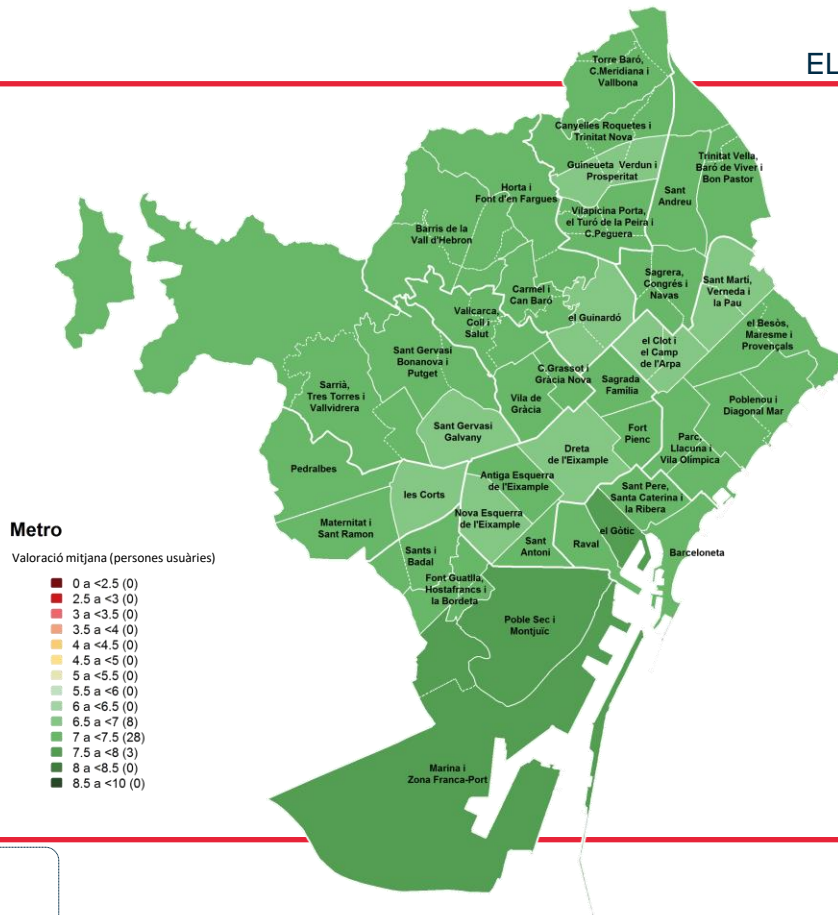 EL
Torre Baró,
C.Meridiana i
Vallbona
Canyelles Roquetes i
Trinitat Nova
Guineueta Verdun i
Prosperitat
Trinitat Vella,
Baró de Viver i
Bon Pastor
Sant
Andreu
Horta i
Font d'en Fargues
Vilapicina Porta,
el Turó de la Peira i
C.Peguera
Barris de la
Vall d'Hebron
Sagrera,
Congrés i
Navas
Sant Martí,
Verneda i
la Pau
Carmel i
Can Baró
Vallcarca,
Coll i
Salut
el Guinardó
el Besòs,
Maresme i
Provençals
el Clot i
el Camp
de l'Arpa
Sant Gervasi
Bonanova i
Putget
C.Grassot i
Gràcia Nova
Sagrada
Família
Sarrià,
Tres Torres i
Vallvidrera
Vila de
Gràcia
Poblenou i
Diagonal Mar
Sant Gervasi
Galvany
Fort
Pienc
Dreta
de l'Eixample
Parc,
Llacuna i
Vila Olímpica
Pedralbes
Antiga Esquerra
de l'Eixample
Sant Pere,
Santa Caterina i
la Ribera
les Corts
Nova Esquerra
de l'Eixample
Maternitat i
Sant Ramon
el Gòtic
Sant
Antoni
Raval
Barceloneta
Sants i
Badal
Font Guatlla,
Hostafrancs i
la Bordeta
Poble Sec i
Montjuïc
Marina i
Zona Franca-Port
Metro
Valoració mitjana (persones usuàries)
0 a <2.5 (0)
2.5 a <3 (0)
3 a <3.5 (0)
3.5 a <4 (0)
4 a <4.5 (0)
4.5 a <5 (0)
5 a <5.5 (0)
5.5 a <6 (0)
6 a <6.5 (0)
6.5 a <7 (8)
7 a <7.5 (28)
7.5 a <8 (3)
8 a <8.5 (0)
8.5 a <10 (0)